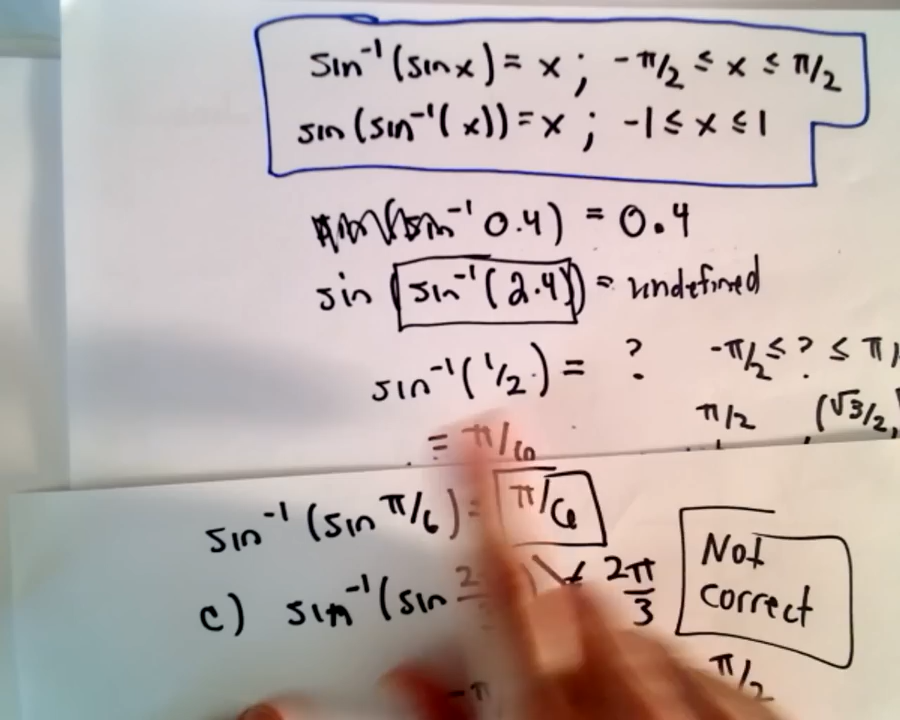 sin⁻¹(sin x) = x ; -π/2 ≤ x ≤ π/2
sin(sin⁻¹(x)) = x ; -1 ≤ x ≤ 1
sin⁻¹ 0.4) = 0.4
sin (sin⁻¹(2.4)) = undefined
sin⁻¹(1/2) = ? -π/2 ≤ ? ≤ π/
= π/6 π/2 (√3/2,
sin⁻¹(sin π/6) = π/6
c) sin⁻¹(sin 2 ) ≠ 2π/3
Not
correct
-π π/2